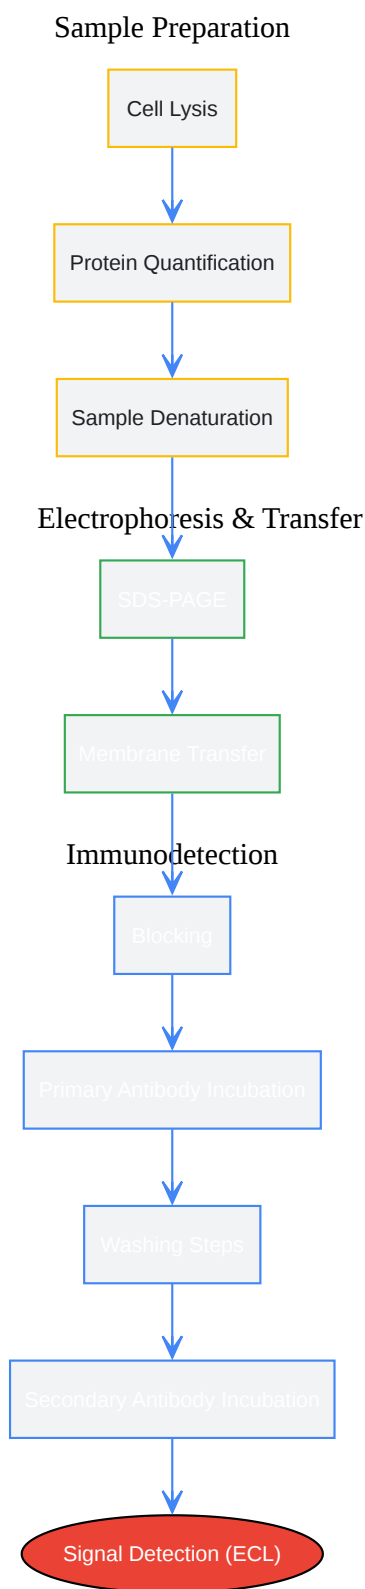 Sample Preparation
Cell Lysis
Protein Quantification
Sample Denaturation
Electrophoresis & Transfer
SDS-PAGE
Membrane Transfer
Immunodetection
Blocking
Primary Antibody Incubation
Washing Steps
Secondary Antibody Incubation
Signal Detection (ECL)